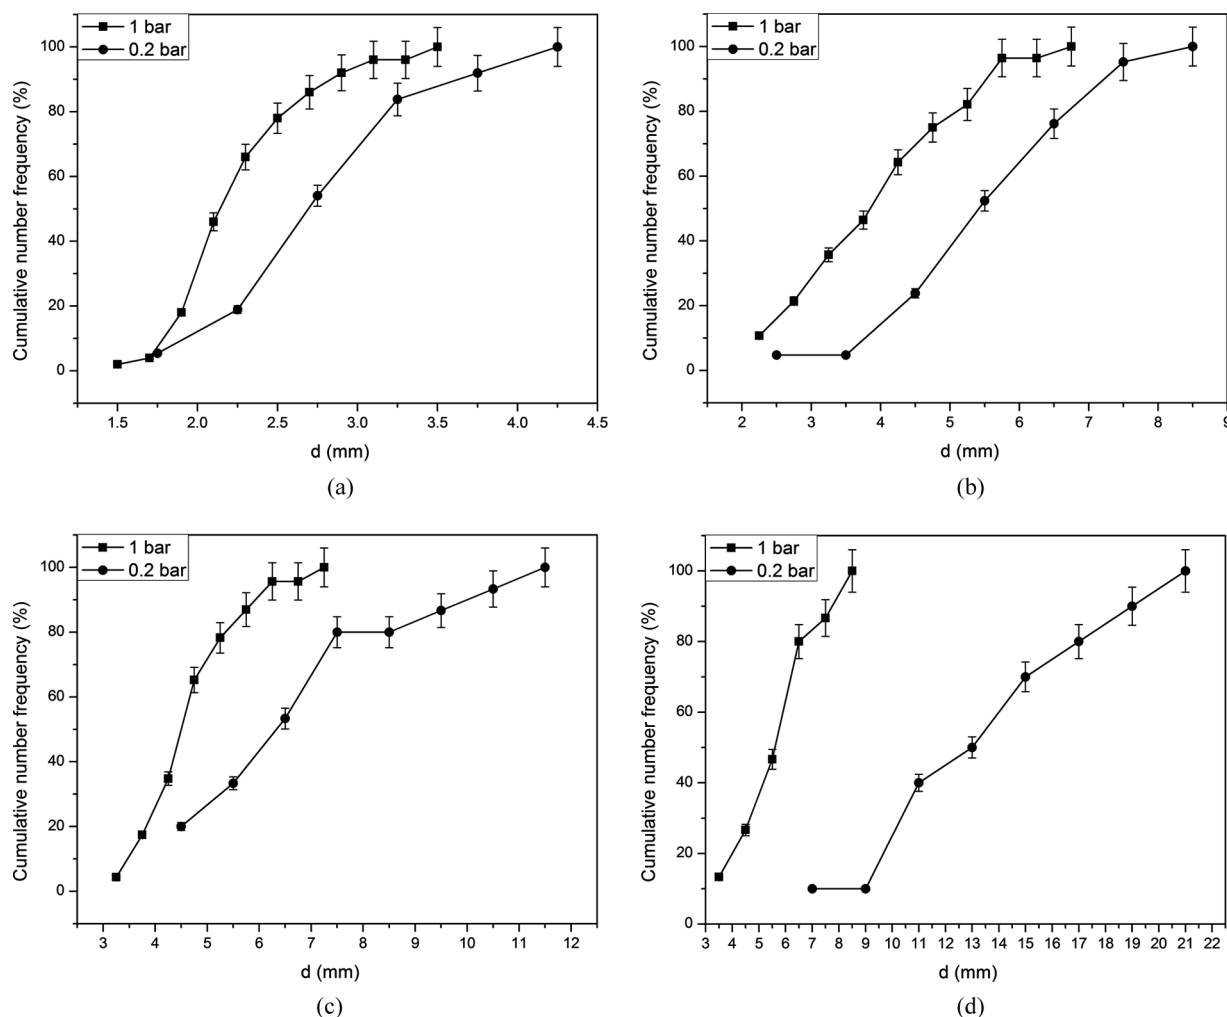 1 bar
0.2 bar
Cumulative number frequency (%)
100
80
60
40
20
0
1.5 2.0 2.5 3.0 3.5 4.0 4.5
d (mm)
(a)
1 bar
0.2 bar
Cumulative number frequency (%)
100
80
60
40
20
0
2 3 4 5 6 7 8 9
d (mm)
(b)
1 bar
0.2 bar
Cumulative number frequency (%)
100
80
60
40
20
0
3 4 5 6 7 8 9 10 11 12
d (mm)
(c)
1 bar
0.2 bar
Cumulative number frequency (%)
100
80
60
40
20
0
3 4 5 6 7 8 9 10 11 12 13 14 15 16 17 18 19 20 21 22
d (mm)
(d)